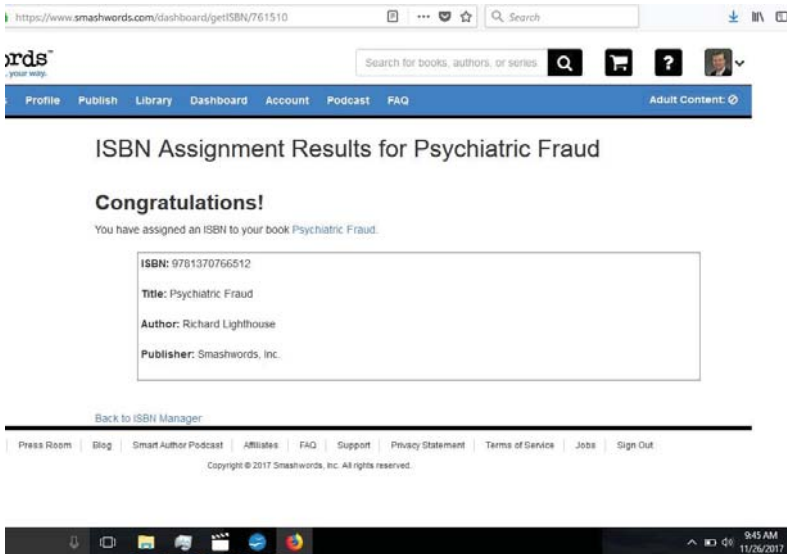 https://www.smashwords.com/dashboard/getISBN/761510
Search
ords™
your way.
Search for books, authors, or series
Profile Publish Library Dashboard Account Podcast FAQ Adult Content:
ISBN Assignment Results for Psychiatric Fraud
Congratulations!
You have assigned an ISBN to your book Psychiatric Fraud.
ISBN: 9781370766512
Title: Psychiatric Fraud
Author: Richard Lighthouse
Publisher: Smashwords, Inc.
Back to ISBN Manager
Press Room | Blog | Smart Author Podcast | Affiliates | FAQ | Support | Privacy Statement | Terms of Service | Jobs | Sign Out
Copyright © 2017 Smashwords, Inc. All rights reserved.
9:45 AM
11/26/2017